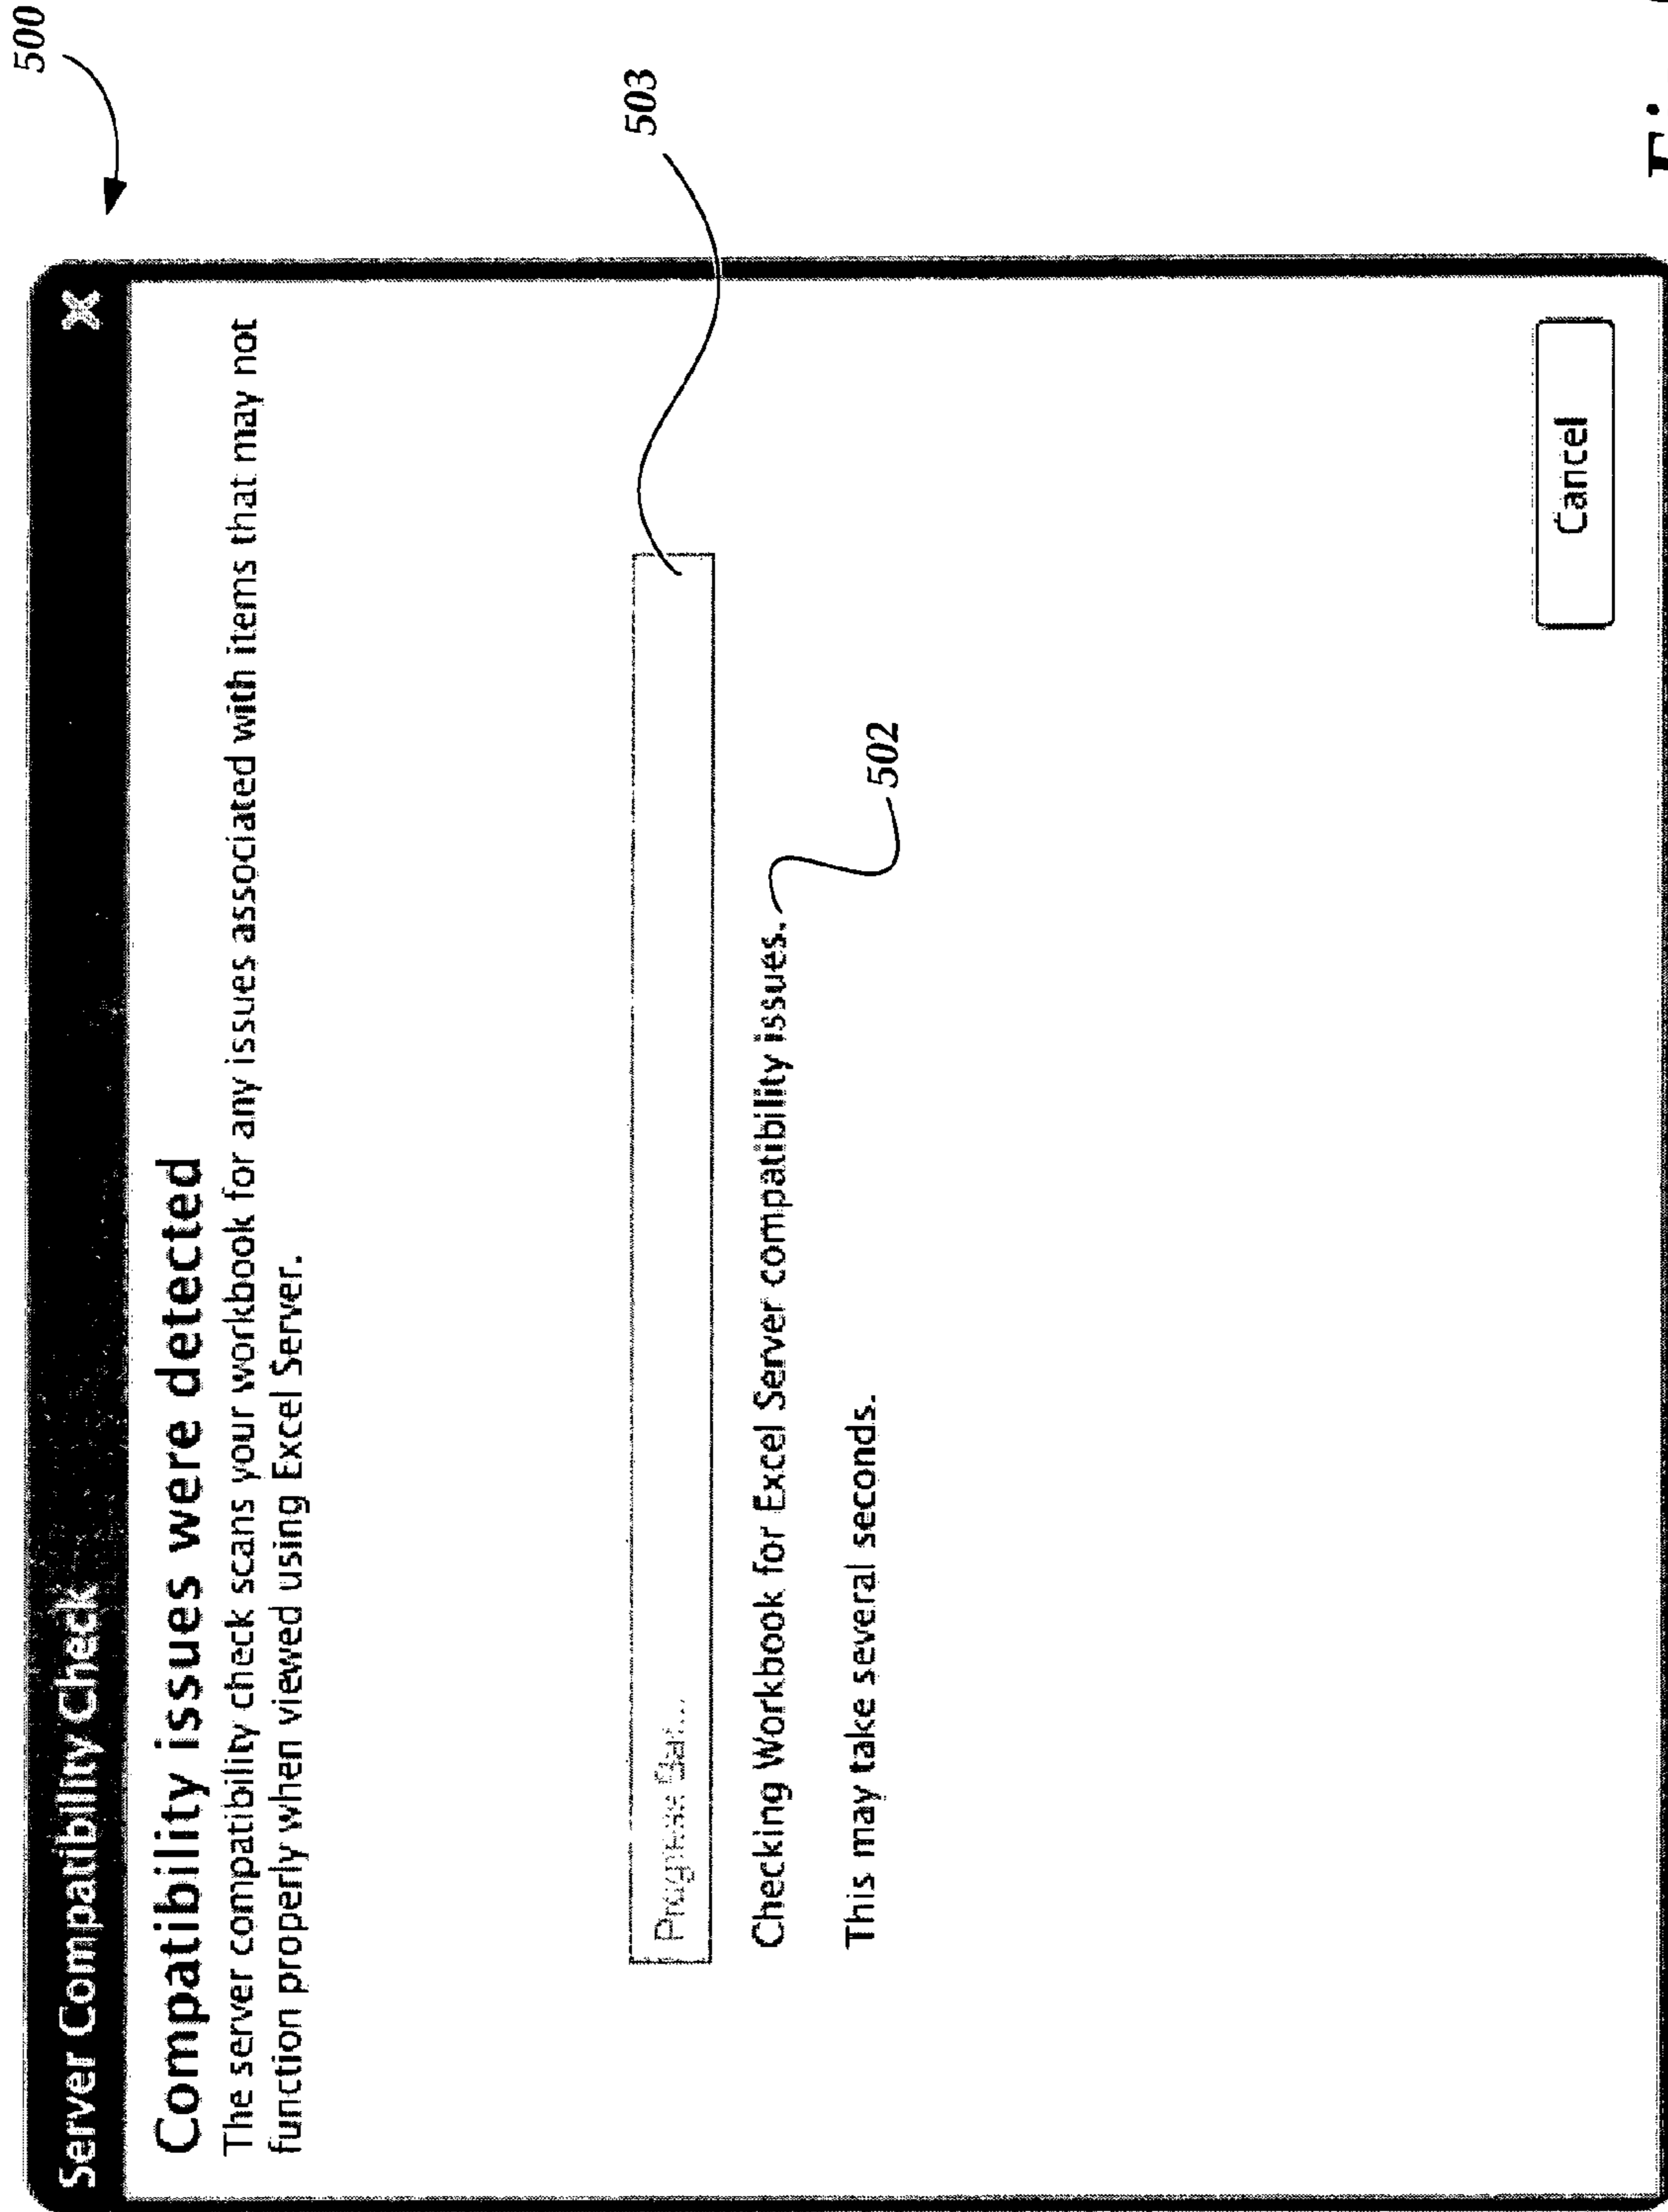 500
Server Compatibility Check
X
Compatibility issues were detected
The server compatibility check scans your workbook for any issues associated with items that may not
function properly when viewed using Excel Server.
503
Progress Bar...
Checking Workbook for Excel Server compatibility issues.
502
This may take several seconds.
Cancel